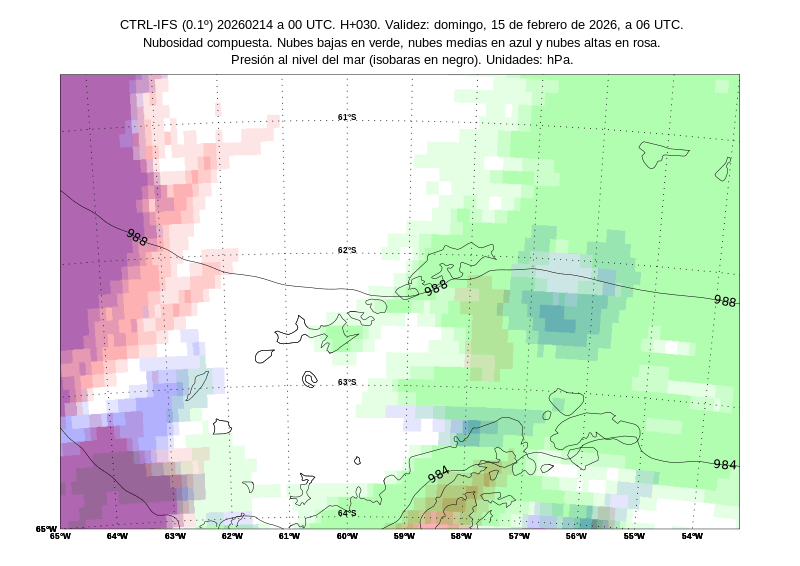 CTRL-IFS (0.1º) 20260214 a 00 UTC. H+030. Validez: domingo, 15 de febrero de 2026, a 06 UTC.
Nubosidad compuesta. Nubes bajas en verde, nubes medias en azul y nubes altas en rosa.
Presión al nivel del mar (isobaras en negro). Unidades: hPa.
61°S
988
62°S
988
988
63°S
984
984
64°S
65°W
65°W 64°W 63°W 62°W 61°W 60°W 59°W 58°W 57°W 56°W 55°W 54°W